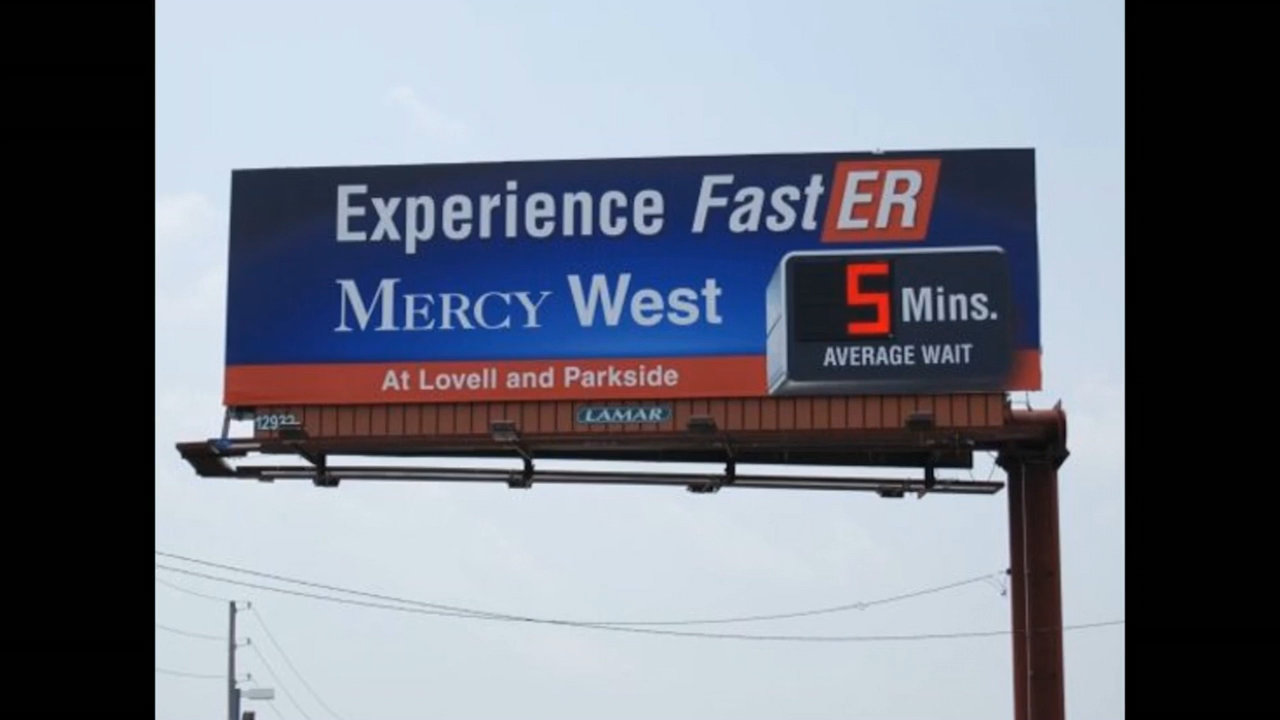 Experience FastER
MERCY West
5 Mins.
AVERAGE WAIT
At Lovell and Parkside
LAMAR